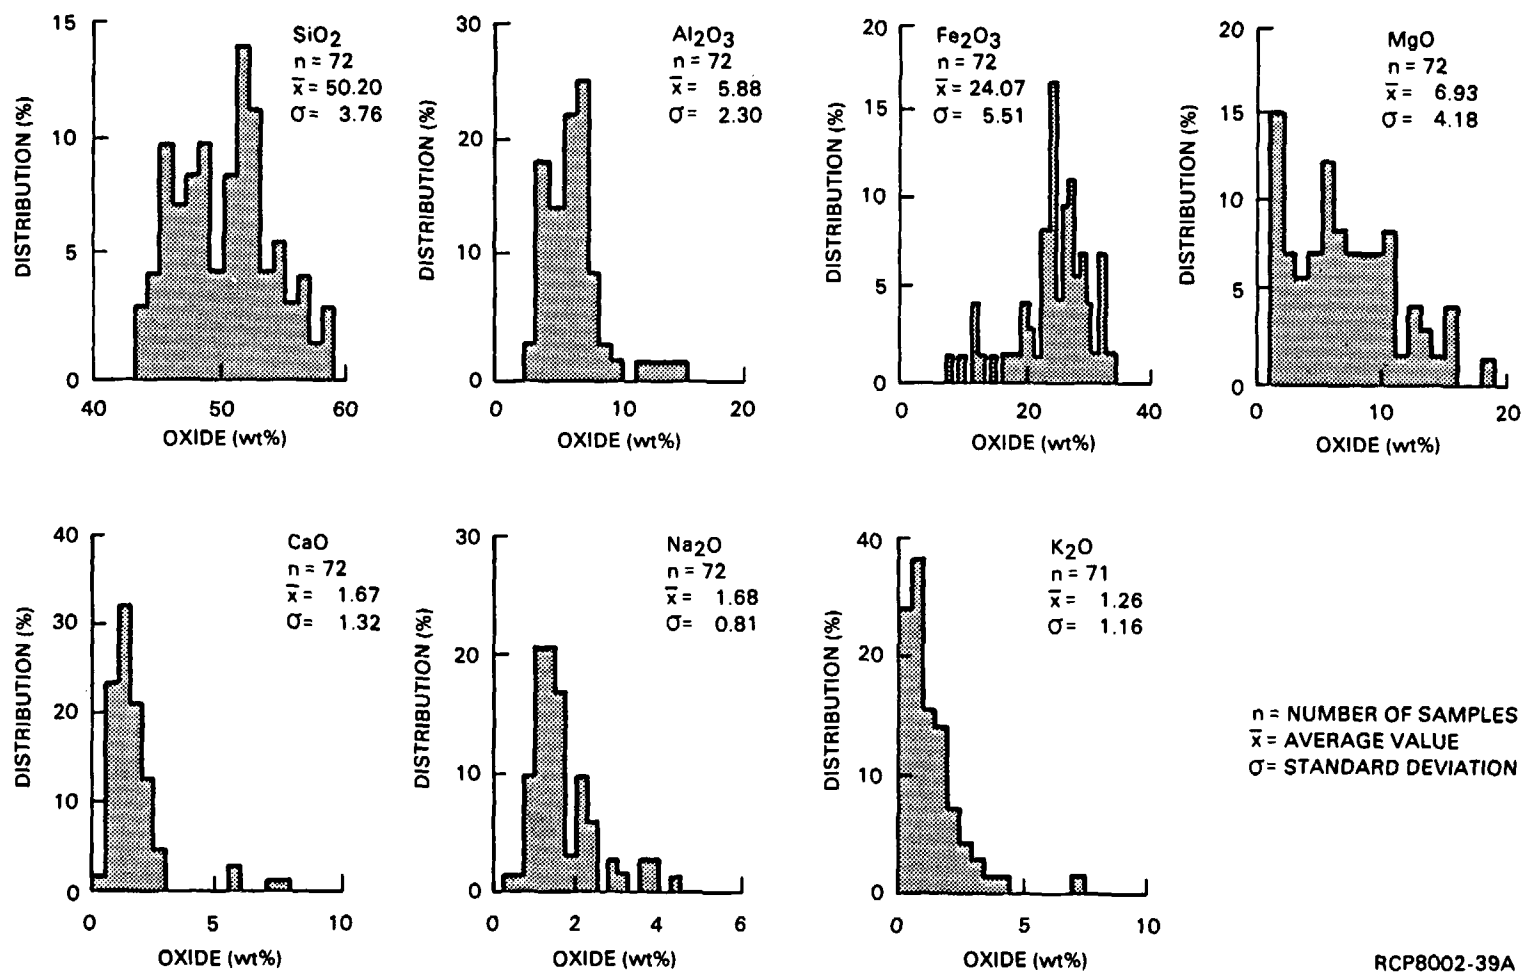 SiO2
n = 72
x̄ = 50.20
σ = 3.76
15
10
5
0
DISTRIBUTION (%)
40 50 60
OXIDE (wt%)
Al2O3
n = 72
x̄ = 5.88
σ = 2.30
30
20
10
0
DISTRIBUTION (%)
0 10 20
OXIDE (wt%)
Fe2O3
n = 72
x̄ = 24.07
σ = 5.51
20
15
10
5
0
DISTRIBUTION (%)
0 20 40
OXIDE (wt%)
MgO
n = 72
x̄ = 6.93
σ = 4.18
20
15
10
5
0
DISTRIBUTION (%)
0 10 20
OXIDE (wt%)
CaO
n = 72
x̄ = 1.67
σ = 1.32
40
30
20
10
0
DISTRIBUTION (%)
0 5 10
OXIDE (wt%)
Na2O
n = 72
x̄ = 1.68
σ = 0.81
30
20
10
0
DISTRIBUTION (%)
0 2 4 6
OXIDE (wt%)
K2O
n = 71
x̄ = 1.26
σ = 1.16
40
20
10
0
DISTRIBUTION (%)
0 5 10
OXIDE (wt%)
n = NUMBER OF SAMPLES
x̄ = AVERAGE VALUE
σ = STANDARD DEVIATION
RCP8002-39A